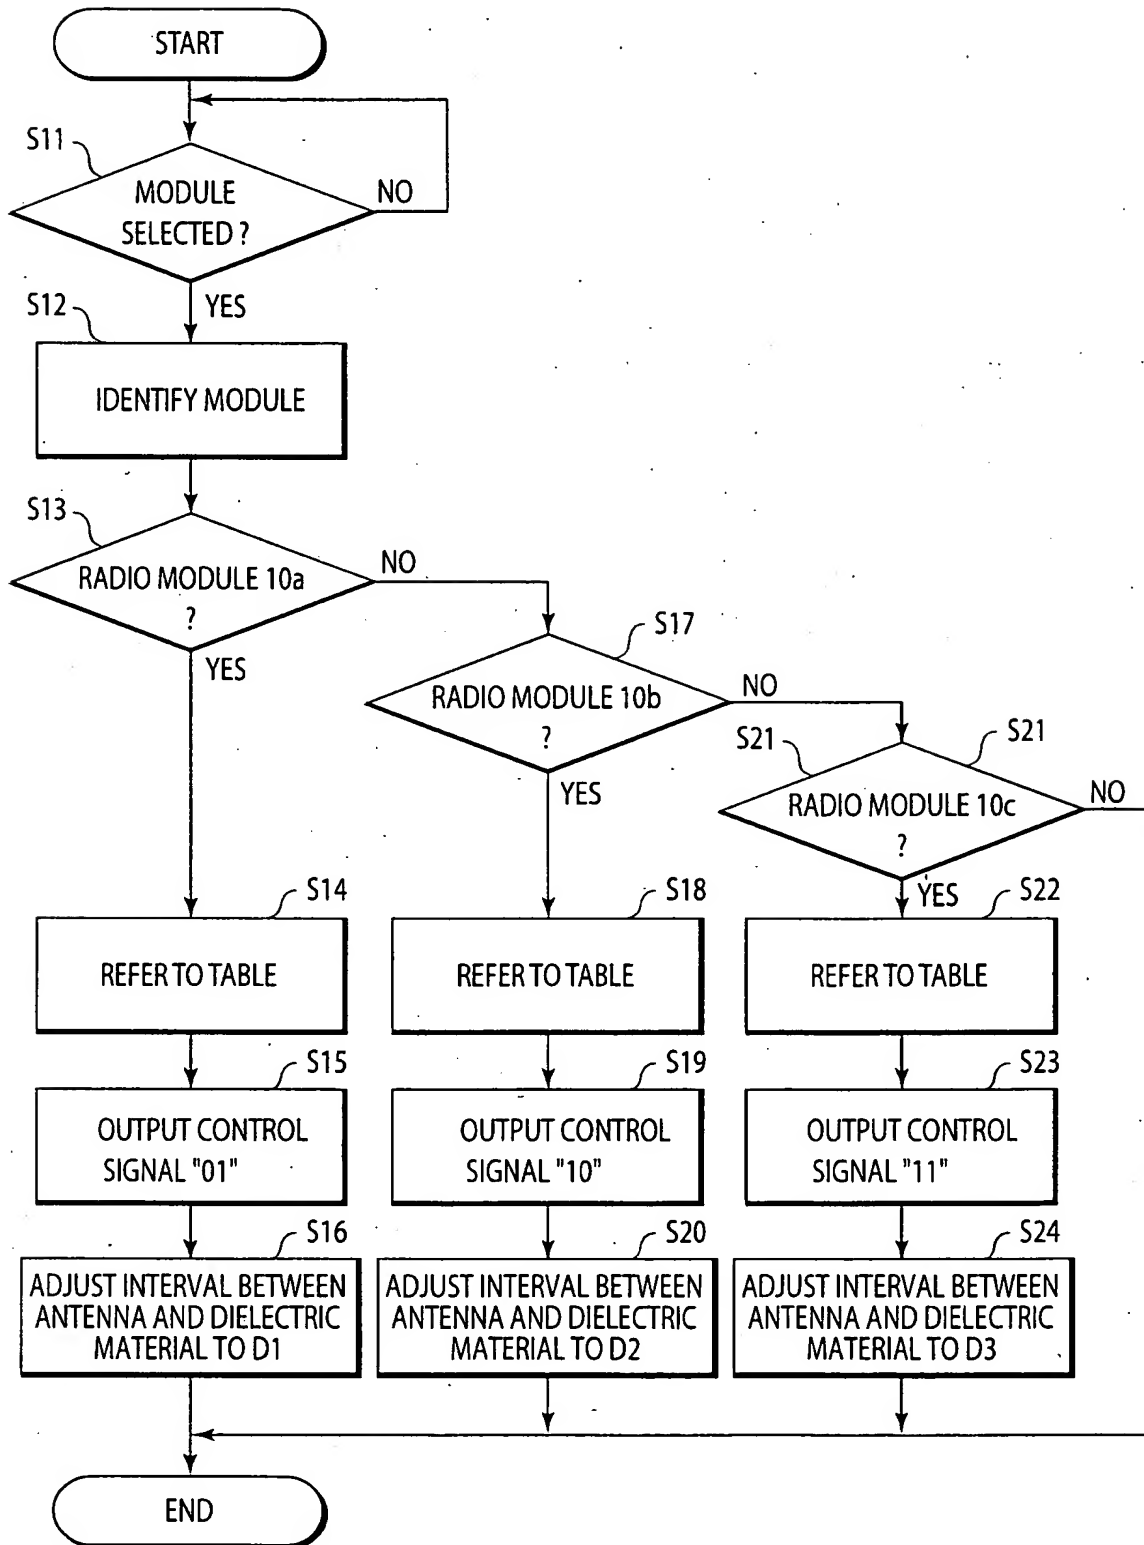 START
S11
MODULE
SELECTED ?
NO
YES
S12
IDENTIFY MODULE
S13
RADIO MODULE 10a
?
NO
YES
S17
RADIO MODULE 10b
?
NO
YES
S21
S21
RADIO MODULE 10c
?
NO
YES
S14
REFER TO TABLE
S18
REFER TO TABLE
S22
REFER TO TABLE
S15
OUTPUT CONTROL
SIGNAL "01"
S19
OUTPUT CONTROL
SIGNAL "10"
S23
OUTPUT CONTROL
SIGNAL "11"
S16
ADJUST INTERVAL BETWEEN
ANTENNA AND DIELECTRIC
MATERIAL TO D1
S20
ADJUST INTERVAL BETWEEN
ANTENNA AND DIELECTRIC
MATERIAL TO D2
S24
ADJUST INTERVAL BETWEEN
ANTENNA AND DIELECTRIC
MATERIAL TO D3
END